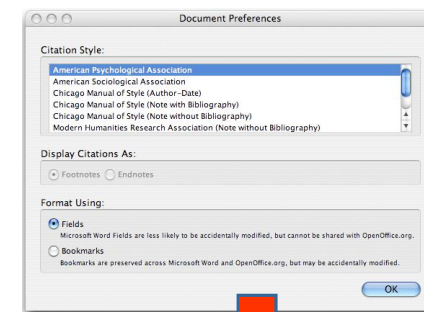 Document Preferences
Citation Style:
American Psychological Association
American Sociological Association
Chicago Manual of Style (Author-Date)
Chicago Manual of Style (Note with Bibliography)
Chicago Manual of Style (Note without Bibliography)
Modern Humanities Research Association (Note without Bibliography)
Display Citations As:
Footnotes Endnotes
Format Using:
Fields
Microsoft Word Fields are less likely to be accidentally modified, but cannot be shared with OpenOffice.org.
Bookmarks
Bookmarks are preserved across Microsoft Word and OpenOffice.org, but may be accidentally modified.
OK